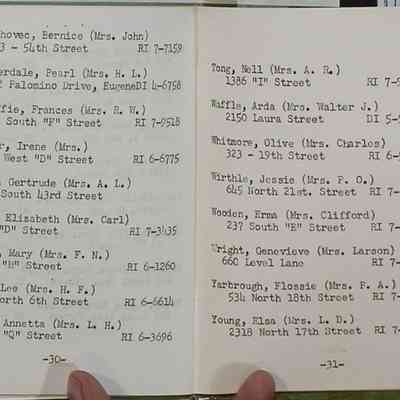 hovec, Bernice (Mrs. John)
3 - 54th Street RI 7-7159
erdale, Pearl (Mrs. H. L.)
Palomino Drive, Eugene DI 4-6758
ffie, Frances (Mrs. R. W.)
South "F" Street RI 7-9518
r, Irene (Mrs.)
West "D" Street RI 6-6775
Gertrude (Mrs. A. L.)
South 43rd Street
Elizabeth (Mrs. Carl)
"D" Street RI 7-3435
, Mary (Mrs. F. N.)
"H" Street RI 6-1260
Lee (Mrs. H. F.)
orth 6th Street RI 6-6614
Annetta (Mrs. L. H.)
"Q" Street RI 6-3696
-30-
Tong, Nell (Mrs. A. R.)
1386 "I" Street RI 7-9
Waffle, Arda (Mrs. Walter J.)
2150 Laura Street DI 5-5
Whitmore, Olive (Mrs. Charles)
323 - 19th Street RI 6-
Wirthle, Jessie (Mrs. P. O.)
645 North 21st. Street RI 7-
Wooden, Erma (Mrs. Clifford)
237 South "E" Street RI 7-
Wright, Genevieve (Mrs. Larson)
660 Level Lane RI 7-
Yarbrough, Flossie (Mrs. F. A.)
534 North 18th Street RI 7-
Young, Elsa (Mrs. L. D.)
2318 North 17th Street RI 7-
-31-